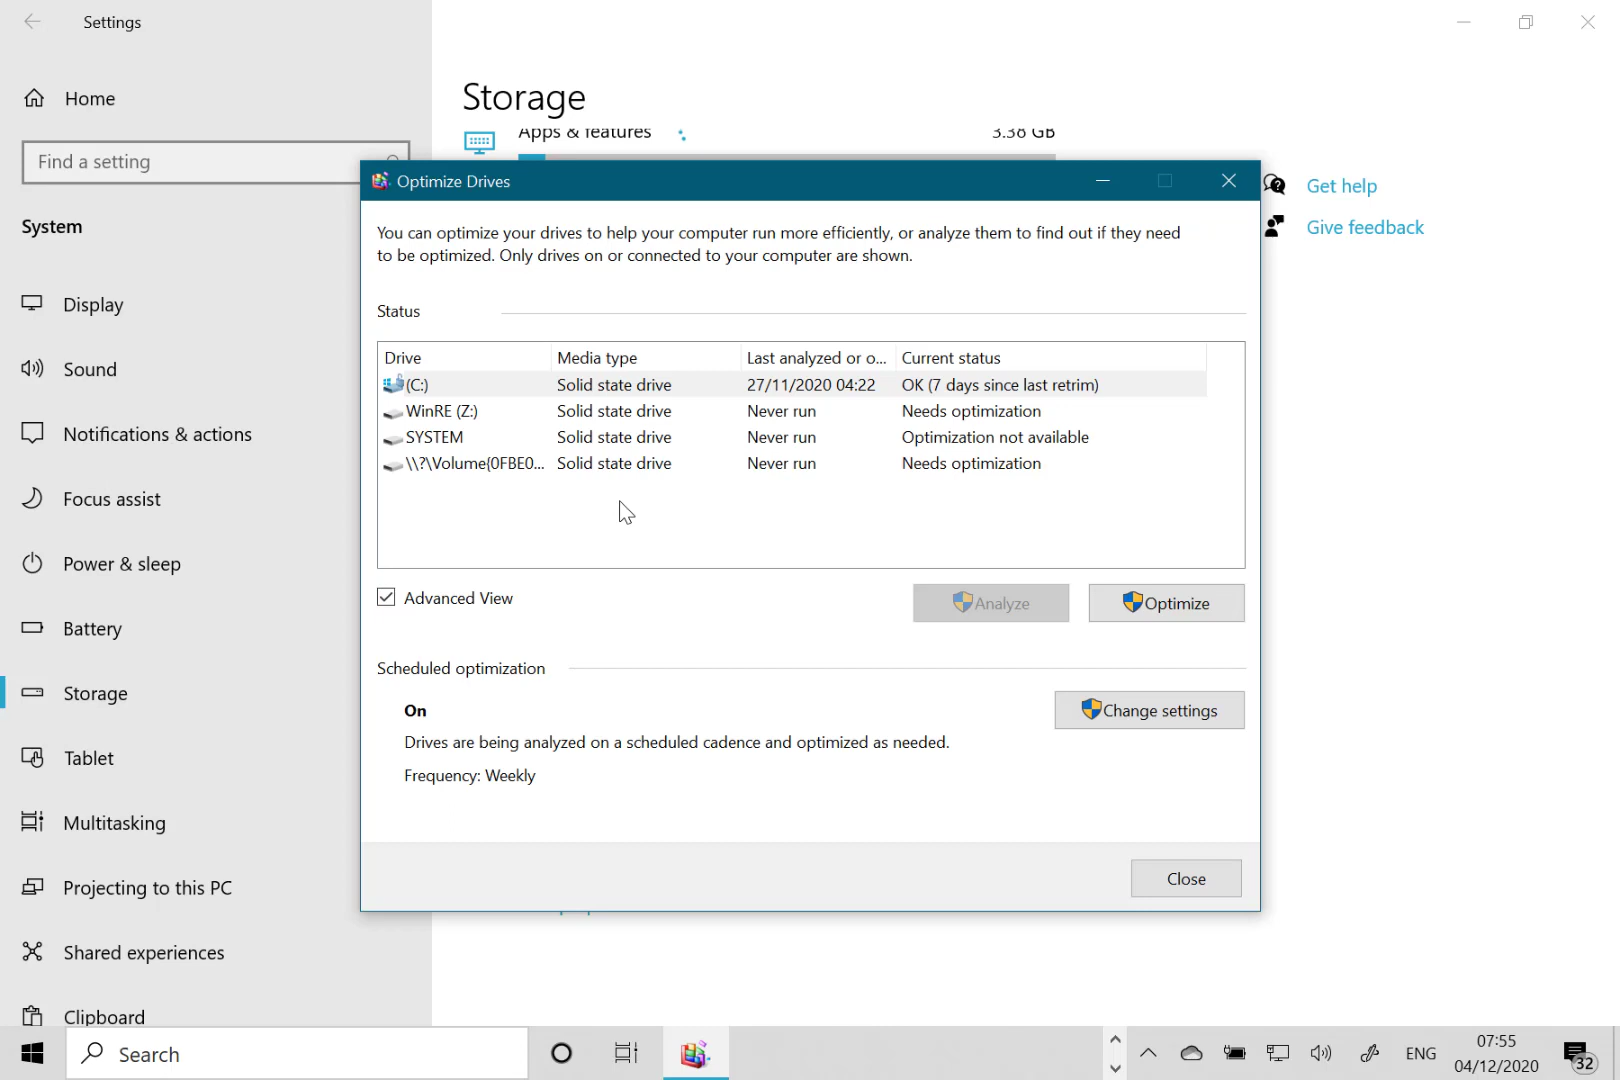 Settings
Home
Find a setting
System
Display
Sound
Notifications & actions
Focus assist
Power & sleep
Battery
Storage
Tablet
Multitasking
Projecting to this PC
Shared experiences
Clipboard
Storage
Apps & features 3.38 GB
Get help
Give feedback
Optimize Drives
You can optimize your drives to help your computer run more efficiently, or analyze them to find out if they need
to be optimized. Only drives on or connected to your computer are shown.
Status
Drive Media type Last analyzed or o... Current status
(C:) Solid state drive 27/11/2020 04:22 OK (7 days since last retrim)
WinRE (Z:) Solid state drive Never run Needs optimization
SYSTEM Solid state drive Never run Optimization not available
\\?\Volume{0FBE0... Solid state drive Never run Needs optimization
Advanced View
Analyze
Optimize
Scheduled optimization
On
Change settings
Drives are being analyzed on a scheduled cadence and optimized as needed.
Frequency: Weekly
Close
Search
ENG
07:55
04/12/2020
32